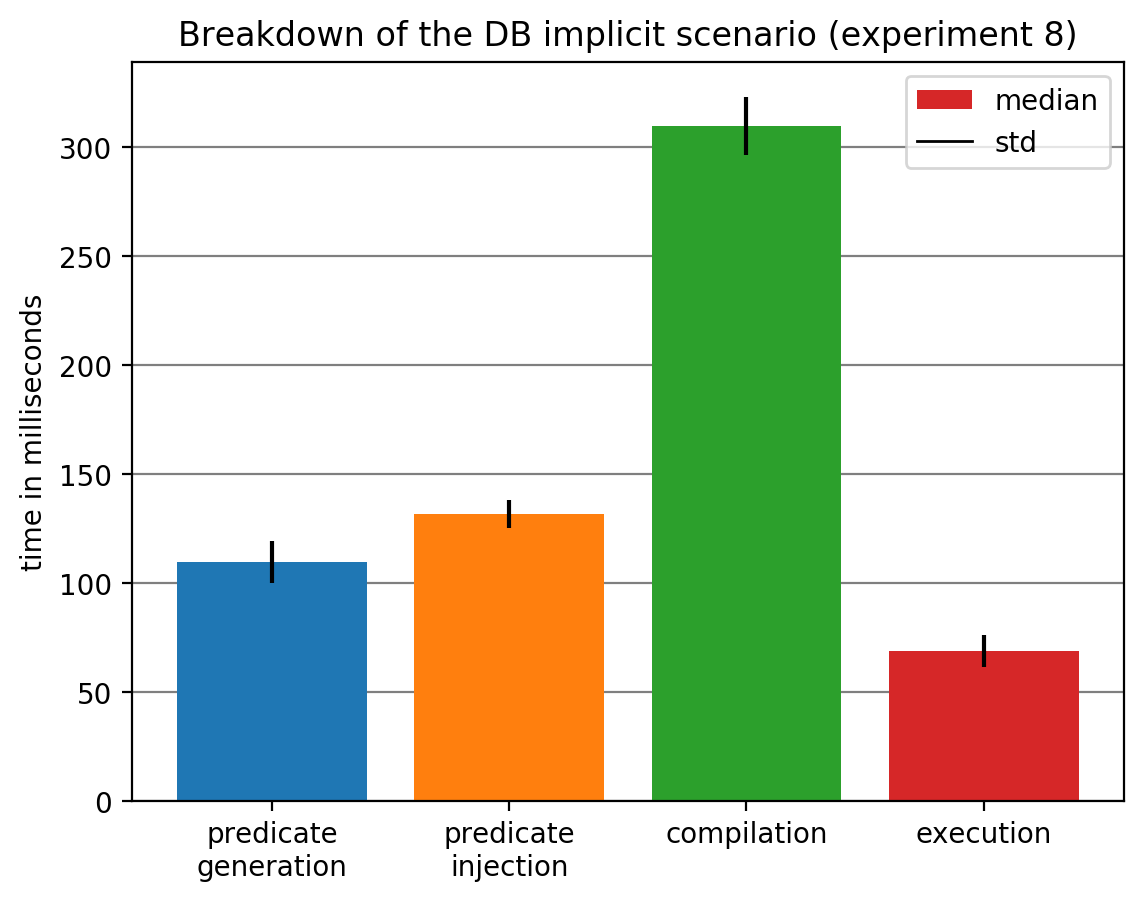 Breakdown of the DB implicit scenario (experiment 8)
median
std
time in milliseconds
300
250
200
150
100
50
0
predicate
generation
predicate
injection
compilation
execution